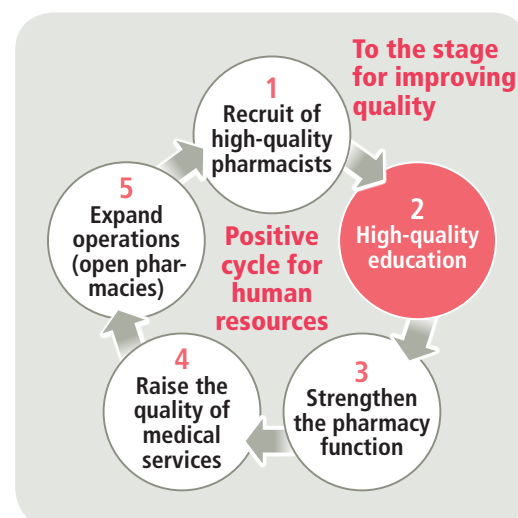 To the stage
for improving
quality
1
Recruit of
high-quality
pharmacists
2
High-quality
education
3
Strengthen
the pharmacy
function
4
Raise the
quality of
medical
services
5
Expand
operations
(open phar-
macies)
Positive
cycle for
human
resources